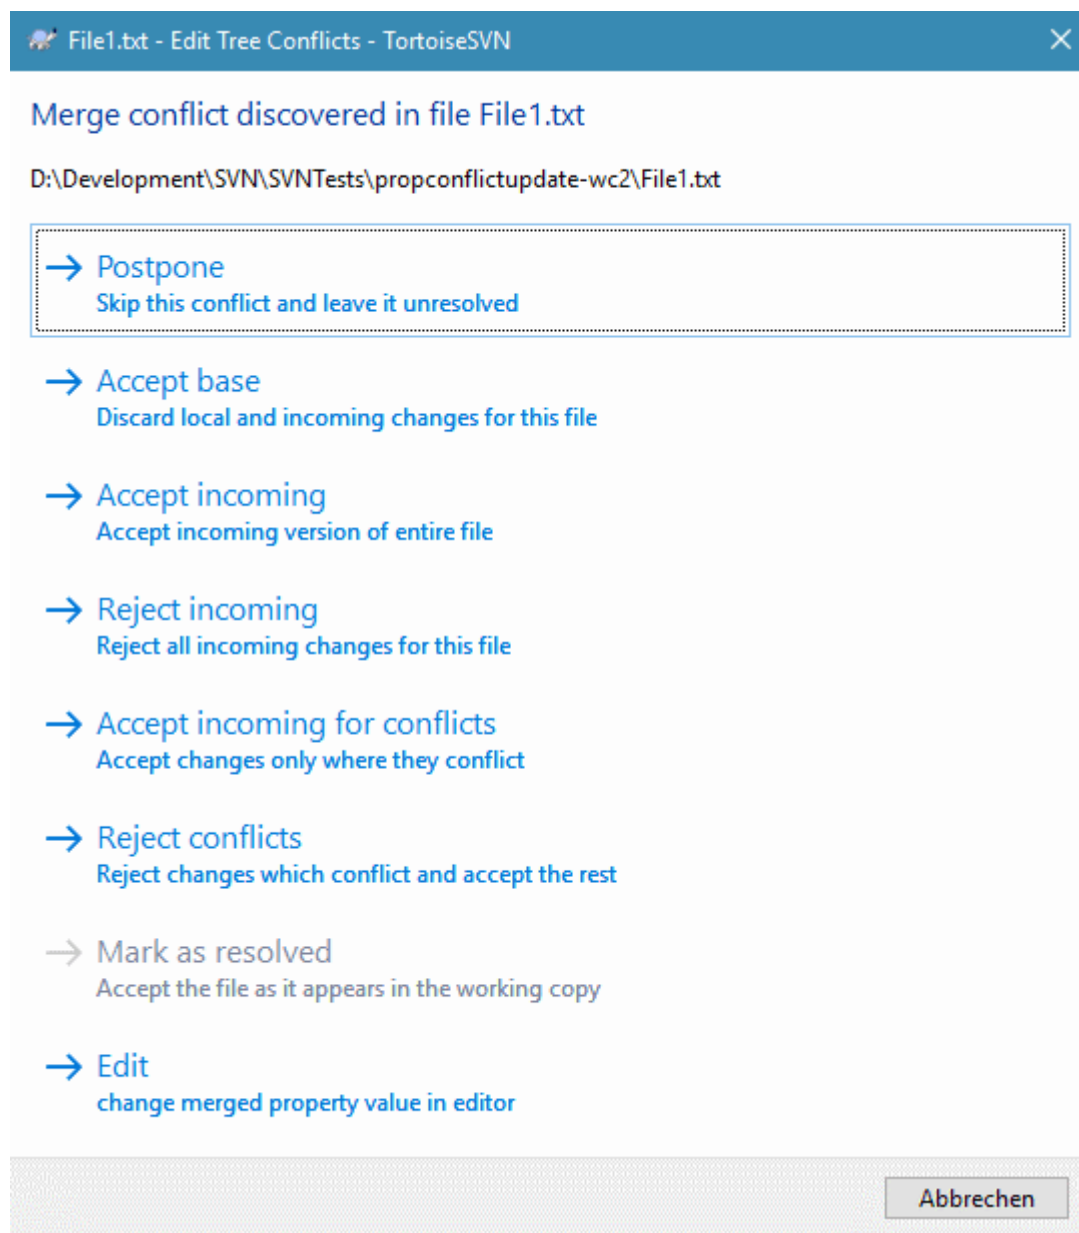 File1.txt - Edit Tree Conflicts - TortoiseSVN
Merge conflict discovered in file File1.txt
D:\Development\SVN\SVNTests\propconflictupdate-wc2\File1.txt
Postpone
Skip this conflict and leave it unresolved
Accept base
Discard local and incoming changes for this file
Accept incoming
Accept incoming version of entire file
Reject incoming
Reject all incoming changes for this file
Accept incoming for conflicts
Accept changes only where they conflict
Reject conflicts
Reject changes which conflict and accept the rest
Mark as resolved
Accept the file as it appears in the working copy
Edit
change merged property value in editor
Abbrechen